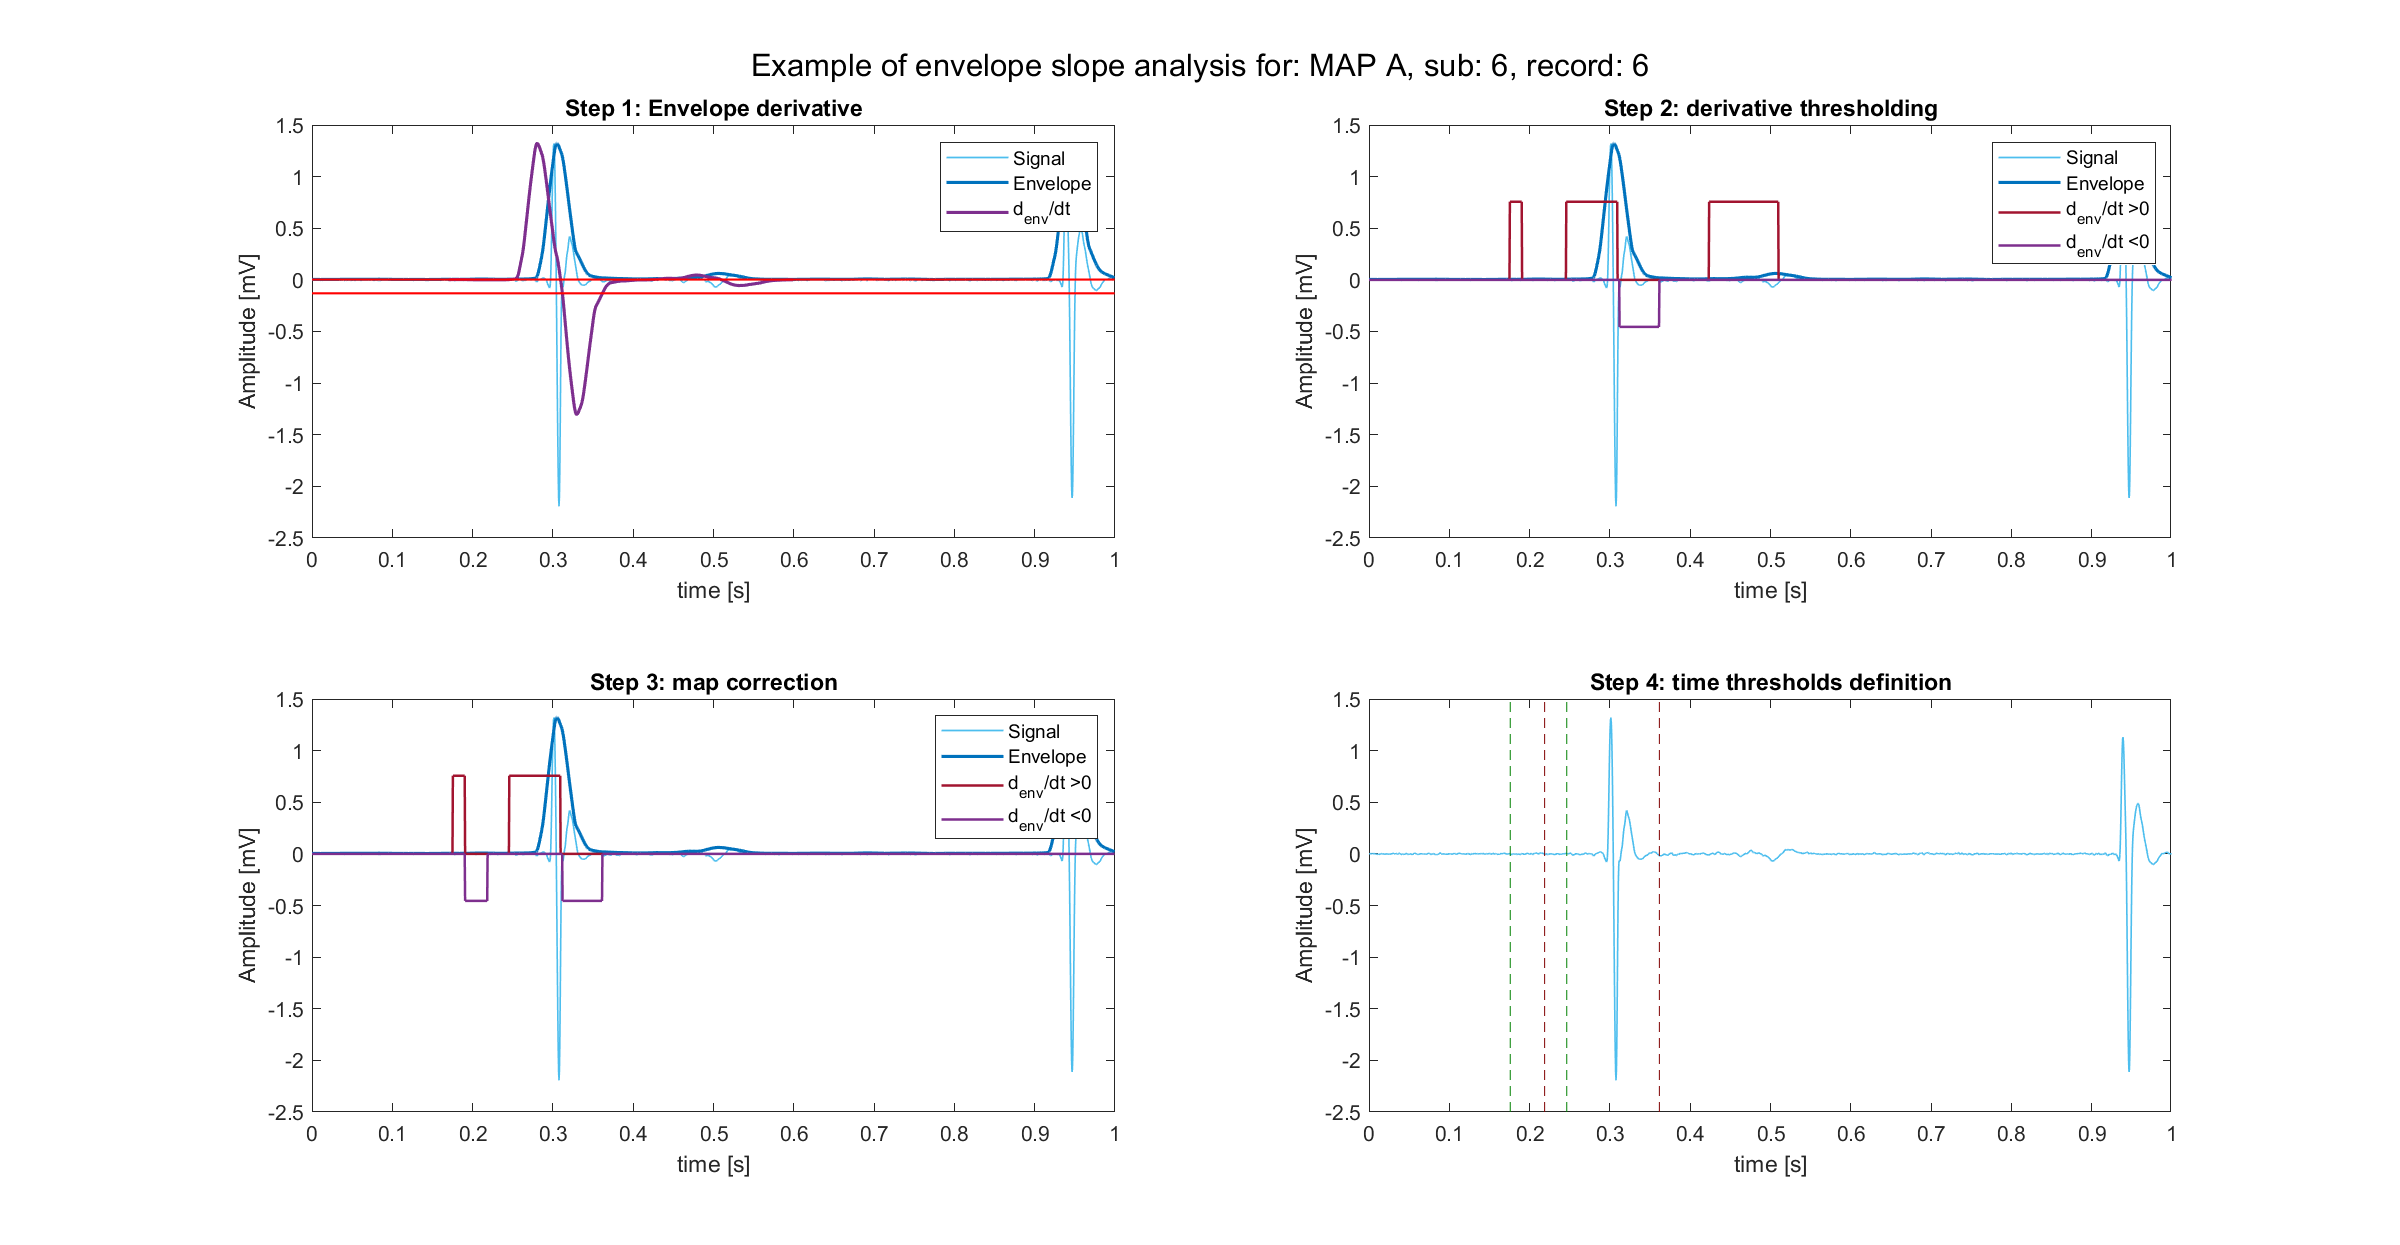 Example of envelope slope analysis for: MAP A, sub: 6, record: 6
Step 1: Envelope derivative
1.5
1
0.5
0
-0.5
-1
-1.5
-2
-2.5
Amplitude [mV]
0 0.1 0.2 0.3 0.4 0.5 0.6 0.7 0.8 0.9 1
time [s]
Signal
Envelope
denv/dt
Step 2: derivative thresholding
1.5
1
0.5
0
-0.5
-1
-1.5
-2
-2.5
Amplitude [mV]
0 0.1 0.2 0.3 0.4 0.5 0.6 0.7 0.8 0.9 1
time [s]
Signal
Envelope
denv/dt >0
denv/dt <0
Step 3: map correction
1.5
1
0.5
0
-0.5
-1
-1.5
-2
-2.5
Amplitude [mV]
0 0.1 0.2 0.3 0.4 0.5 0.6 0.7 0.8 0.9 1
time [s]
Signal
Envelope
denv/dt >0
denv/dt <0
Step 4: time thresholds definition
1.5
1
0.5
0
-0.5
-1
-1.5
-2
-2.5
Amplitude [mV]
0 0.1 0.2 0.3 0.4 0.5 0.6 0.7 0.8 0.9 1
time [s]